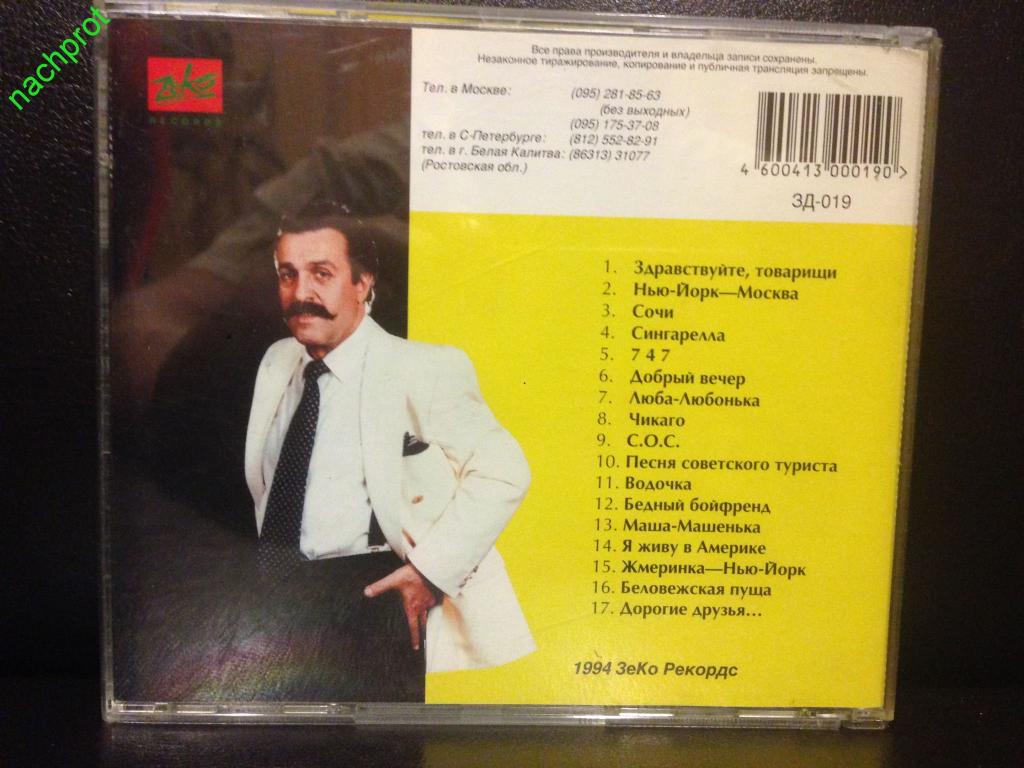 nachprot
ZeKo
RECORDS
Все права производителя и владельца записи сохранены.
Незаконное тиражирование, копирование и публичная трансляция запрещены.
Тел. в Москве: (095) 281-85-63
(без выходных)
(095) 175-37-08
тел. в С-Петербурге: (812) 552-82-91
тел. в г. Белая Калитва: (86313) 31077
(Ростовская обл.)
4 600413 000190 >
ЗД-019
1. Здравствуйте, товарищи
2. Нью-Йорк—Москва
3. Сочи
4. Сингарелла
5. 7 4 7
6. Добрый вечер
7. Люба-Любонька
8. Чикаго
9. С.О.С.
10. Песня советского туриста
11. Водочка
12. Бедный бойфренд
13. Маша-Машенька
14. Я живу в Америке
15. Жмеринка—Нью-Йорк
16. Беловежская пуща
17. Дорогие друзья...
1994 ЗеКо Рекордс